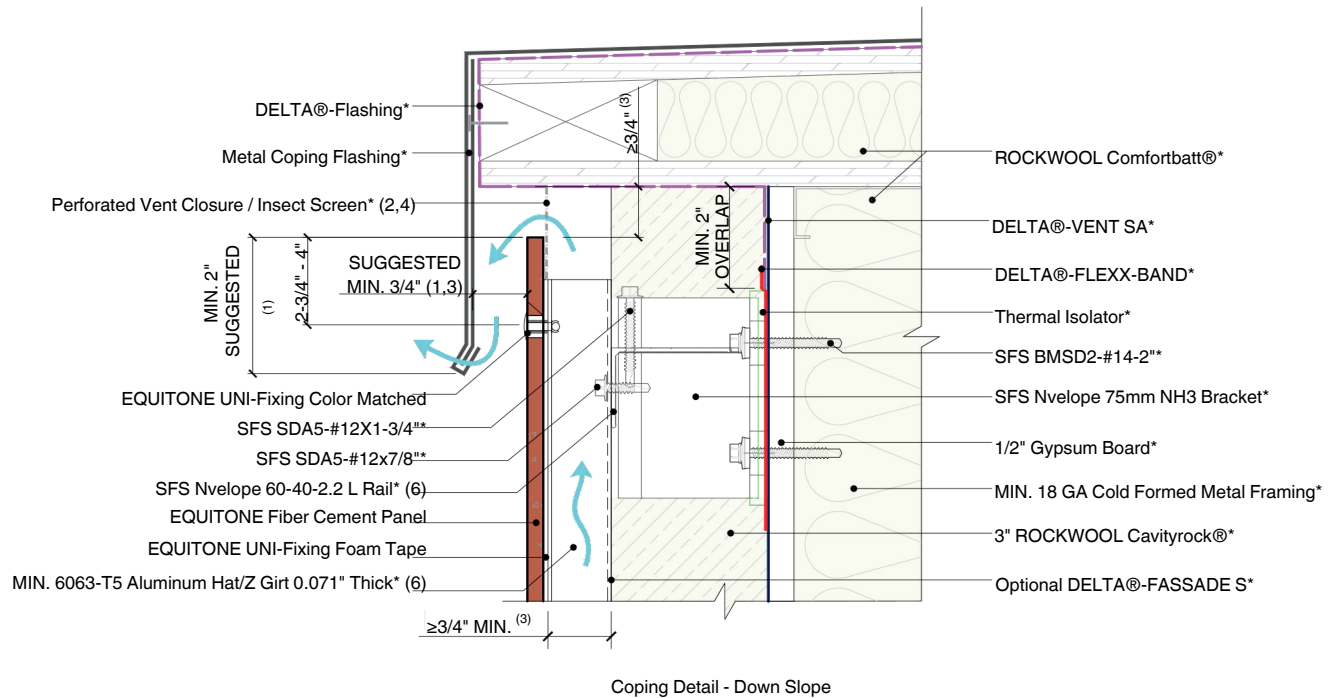 DELTA®-Flashing*
Metal Coping Flashing*
Perforated Vent Closure / Insect Screen* (2,4)
MIN. 2"
SUGGESTED
(1)
2-3/4" - 4"
SUGGESTED
MIN. 3/4" (1,3)
EQUITONE UNI-Fixing Color Matched
SFS SDA5-#12X1-3/4"*
SFS SDA5-#12x7/8"*
SFS Nvelope 60-40-2.2 L Rail* (6)
EQUITONE Fiber Cement Panel
EQUITONE UNI-Fixing Foam Tape
MIN. 6063-T5 Aluminum Hat/Z Girt 0.071" Thick* (6)
≥3/4" MIN. (3)
≥3/4" (3)
MIN. 2"
OVERLAP
ROCKWOOL Comfortbatt®*
DELTA®-VENT SA*
DELTA®-FLEXX-BAND*
Thermal Isolator*
SFS BMSD2-#14-2"*
SFS Nvelope 75mm NH3 Bracket*
1/2" Gypsum Board*
MIN. 18 GA Cold Formed Metal Framing*
3" ROCKWOOL Cavityrock®*
Optional DELTA®-FASSADE S*
Coping Detail - Down Slope